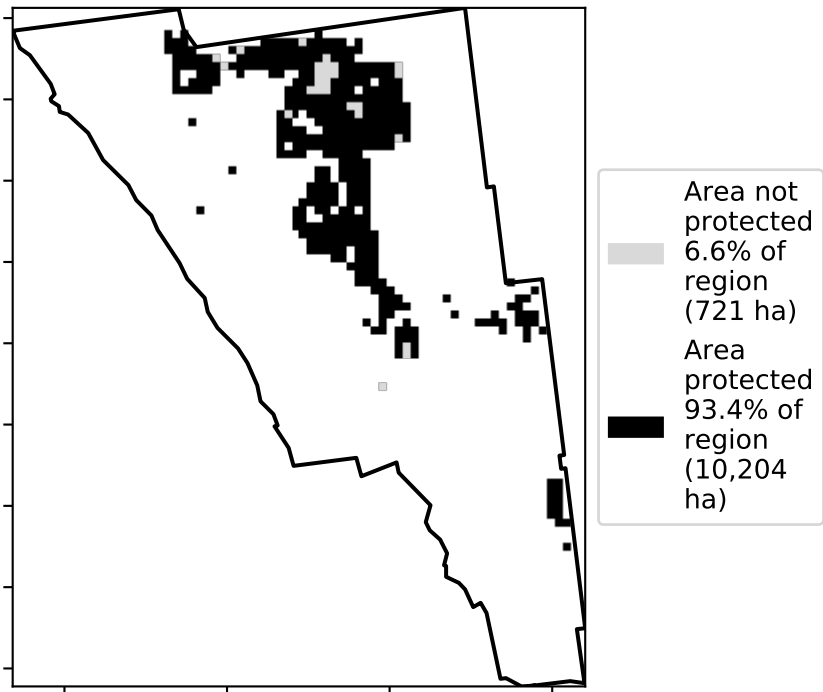 Area not
protected
6.6% of
region
(721 ha)
Area
protected
93.4% of
region
(10,204
ha)